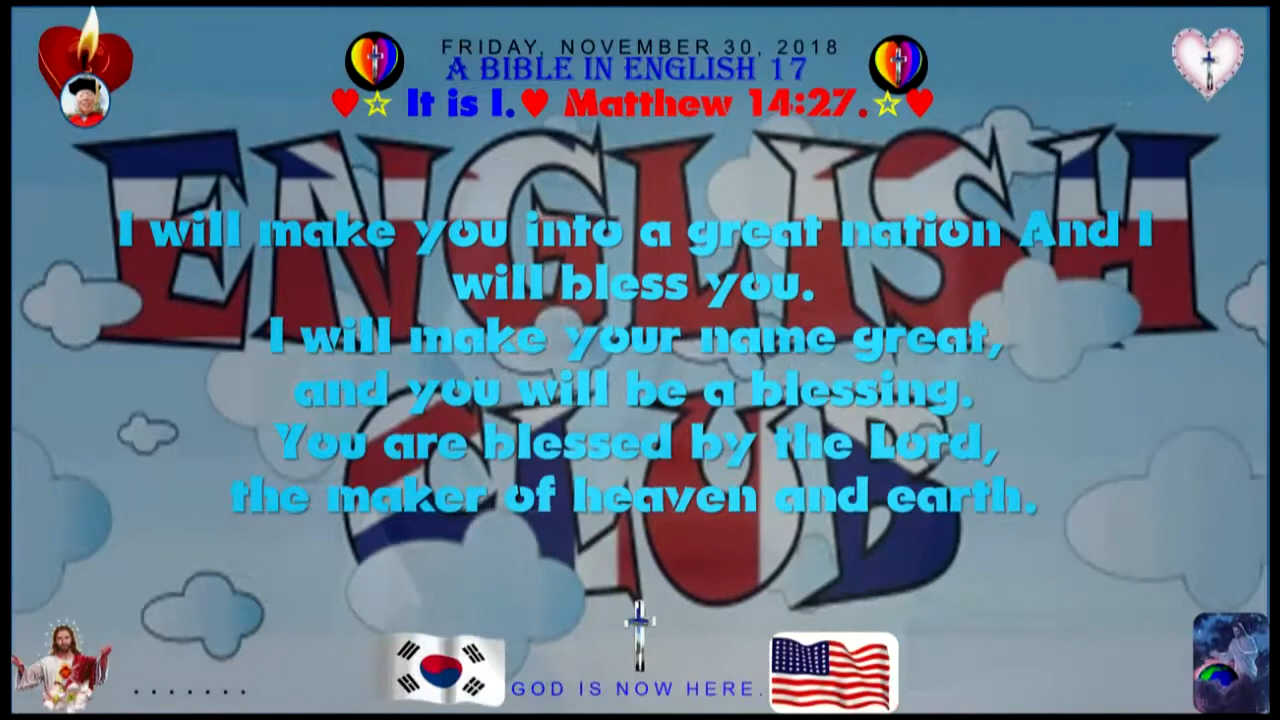 FRIDAY, NOVEMBER 30, 2018
A BIBLE IN ENGLISH 17
♥☆ It is I.♥ Matthew 14:27.☆♥
ENGLISH
I will make you into a great nation And I
will bless you.
I will make your name great,
and you will be a blessing.
CLUB
You are blessed by the Lord,
the maker of heaven and earth.
.......
GOD IS NOW HERE.